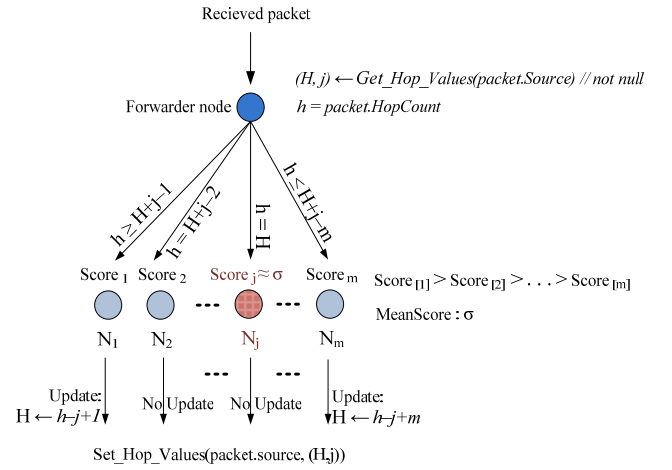 Recieved packet
(H, j) ← Get_Hop_Values(packet.Source) // not null
Forwarder node
h = packet.HopCount
h ≥ H+j–1
h = H+j–2
h = H
h ≤ H+j–m
Score 1
Score 2
Score j ≈ σ
Score m
Score [1] > Score [2] > . . . > Score [m]
MeanScore : σ
N1
N2
Nj
Nm
Update:
H ← h–j+1
No Update
No Update
Update:
H ← h–j+m
Set_Hop_Values(packet.source, (H,j))